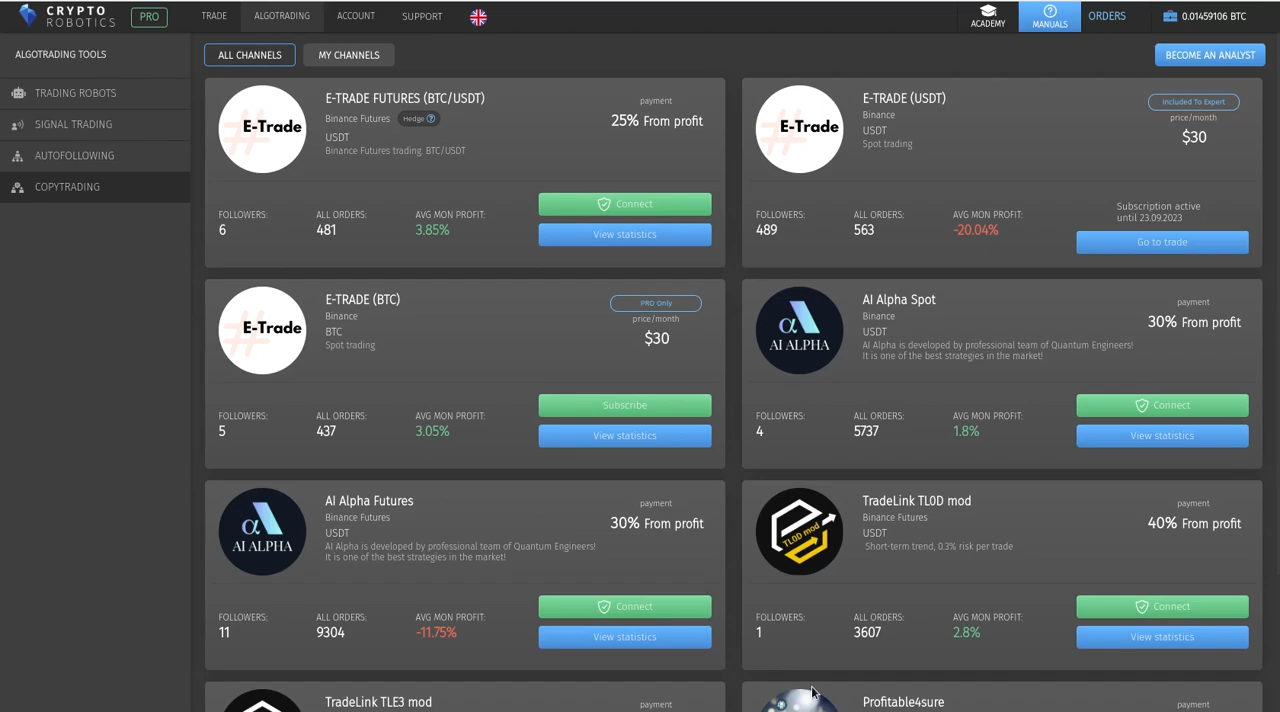 CRYPTO
ROBOTICS
PRO
TRADE
ALGOTRADING
ACCOUNT
SUPPORT
ACADEMY
MANUALS
ORDERS
0.01459106 BTC
ALGOTRADING TOOLS
TRADING ROBOTS
SIGNAL TRADING
AUTOFOLLOWING
COPYTRADING
ALL CHANNELS
MY CHANNELS
BECOME AN ANALYST
E-Trade
E-TRADE FUTURES (BTC/USDT)
Binance Futures
Hedge ?
USDT
Binance Futures trading. BTC/USDT
payment
25% From profit
FOLLOWERS:
6
ALL ORDERS:
481
AVG MON PROFIT:
3.85%
Connect
View statistics
E-Trade
E-TRADE (USDT)
Binance
USDT
Spot trading
Included To Expert
price/month
$30
FOLLOWERS:
489
ALL ORDERS:
563
AVG MON PROFIT:
-20.04%
Subscription active
until 23.09.2023
Go to trade
E-Trade
E-TRADE (BTC)
Binance
BTC
Spot trading
PRO Only
price/month
$30
FOLLOWERS:
5
ALL ORDERS:
437
AVG MON PROFIT:
3.05%
Subscribe
View statistics
αA
AI ALPHA
AI Alpha Spot
Binance
USDT
AI Alpha is developed by professional team of Quantum Engineers!
It is one of the best strategies in the market!
payment
30% From profit
FOLLOWERS:
4
ALL ORDERS:
5737
AVG MON PROFIT:
1.8%
Connect
View statistics
αA
AI ALPHA
AI Alpha Futures
Binance Futures
USDT
AI Alpha is developed by professional team of Quantum Engineers!
It is one of the best strategies in the market!
payment
30% From profit
FOLLOWERS:
11
ALL ORDERS:
9304
AVG MON PROFIT:
-11.75%
Connect
View statistics
TL0D mod
TradeLink TL0D mod
Binance Futures
USDT
Short-term trend, 0.3% risk per trade
payment
40% From profit
FOLLOWERS:
1
ALL ORDERS:
3607
AVG MON PROFIT:
2.8%
Connect
View statistics
TradeLink TLE3 mod
payment
Profitable4sure
payment